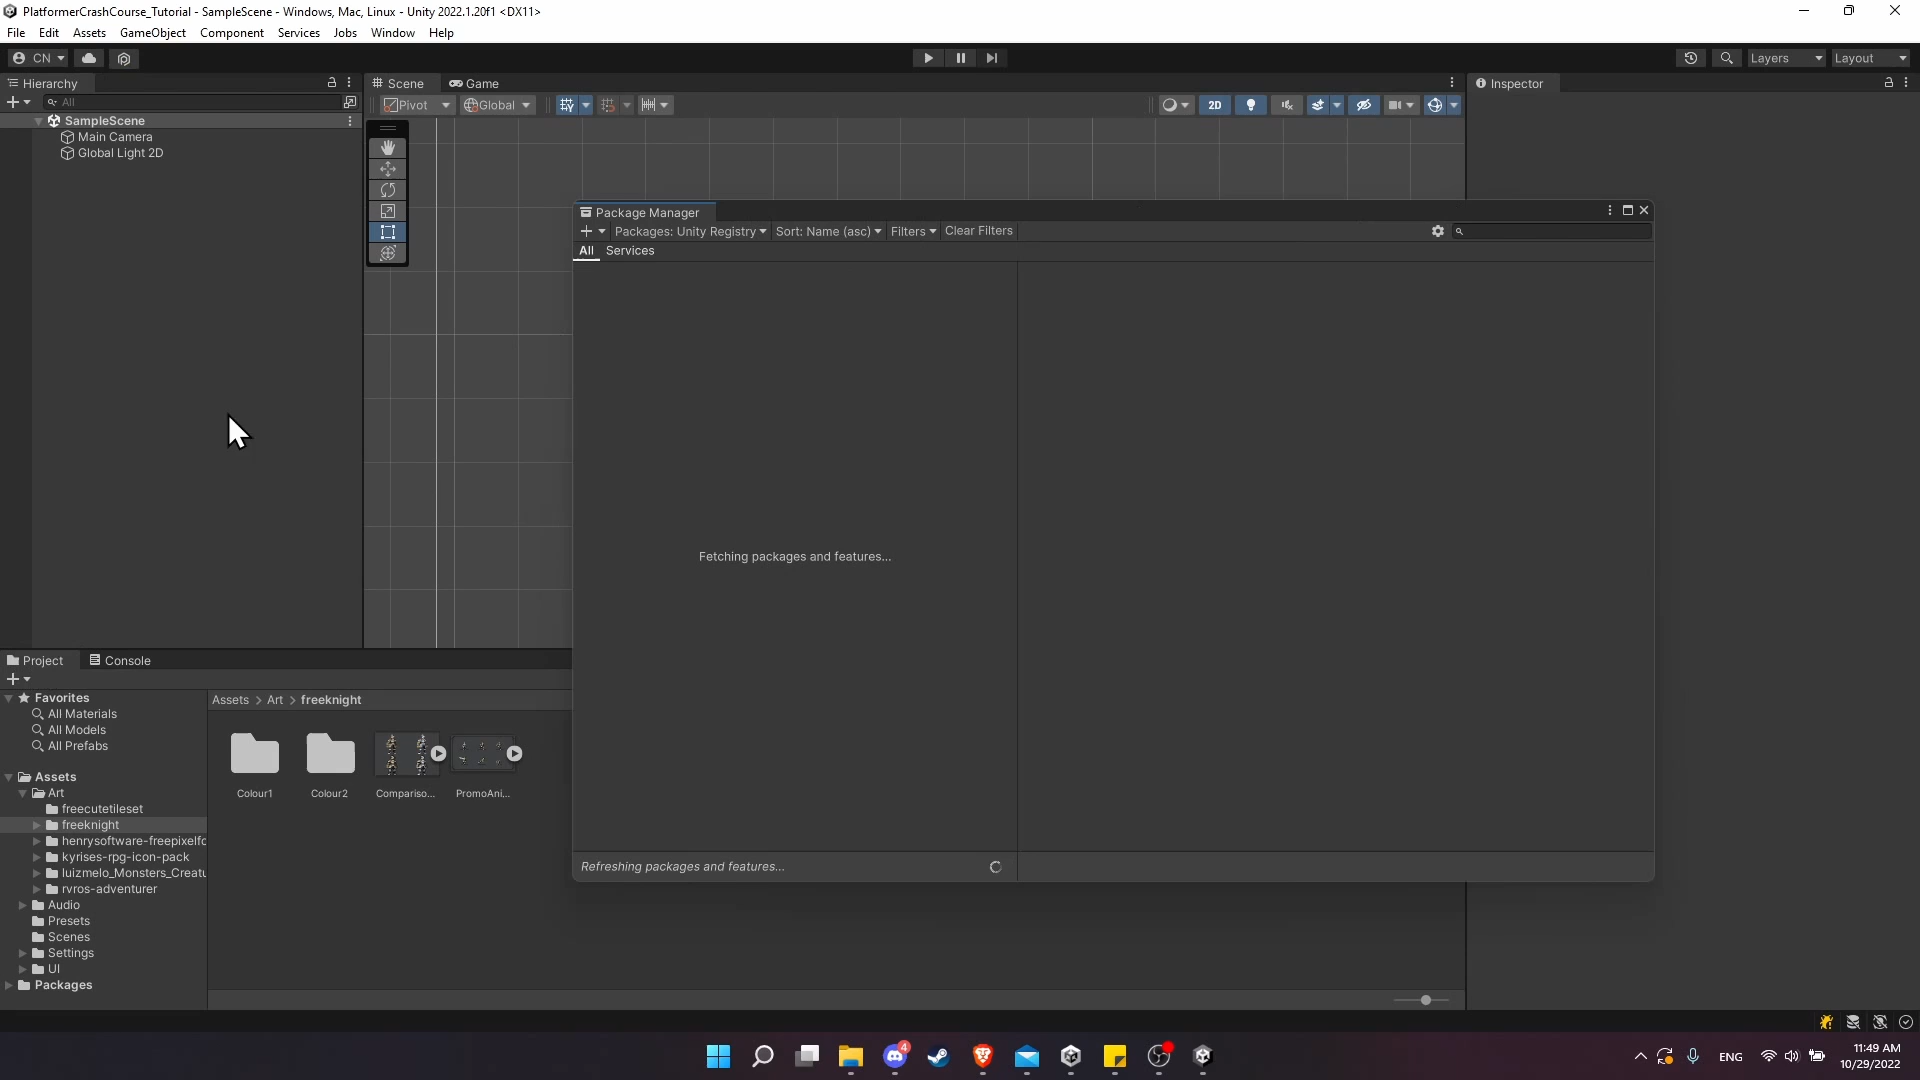 PlatformerCrashCourse_Tutorial - SampleScene - Windows, Mac, Linux - Unity 2022.1.20f1 <DX11>
File Edit Assets GameObject Component Services Jobs Window Help
CN Layers Layout
Hierarchy
All
SampleScene
Main Camera
Global Light 2D
Scene Game
Pivot Global 2D
Inspector
Package Manager
Packages: Unity Registry Sort: Name (asc) Filters Clear Filters
All Services
Fetching packages and features...
Refreshing packages and features...
Project Console
Favorites
All Materials
All Models
All Prefabs
Assets
Art
freecutetileset
freeknight
henrysoftware-freepixelfo
kyrises-rpg-icon-pack
luizmelo_Monsters_Creatu
rvros-adventurer
Audio
Presets
Scenes
Settings
UI
Packages
Assets > Art > freeknight
Colour1 Colour2 Compariso... PromoAni...
4
ENG
11:49 AM
10/29/2022